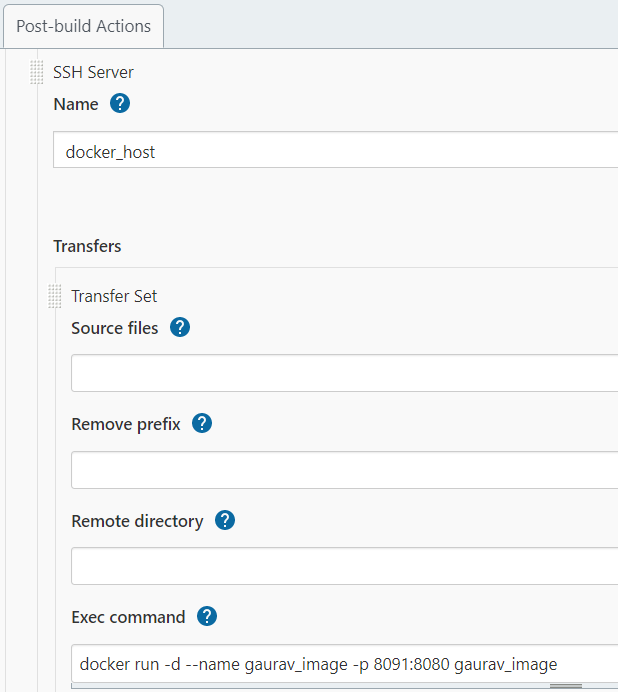 Post-build Actions
SSH Server
Name ?
docker_host
Transfers
Transfer Set
Source files ?
Remove prefix ?
Remote directory ?
Exec command ?
docker run -d --name gaurav_image -p 8091:8080 gaurav_image